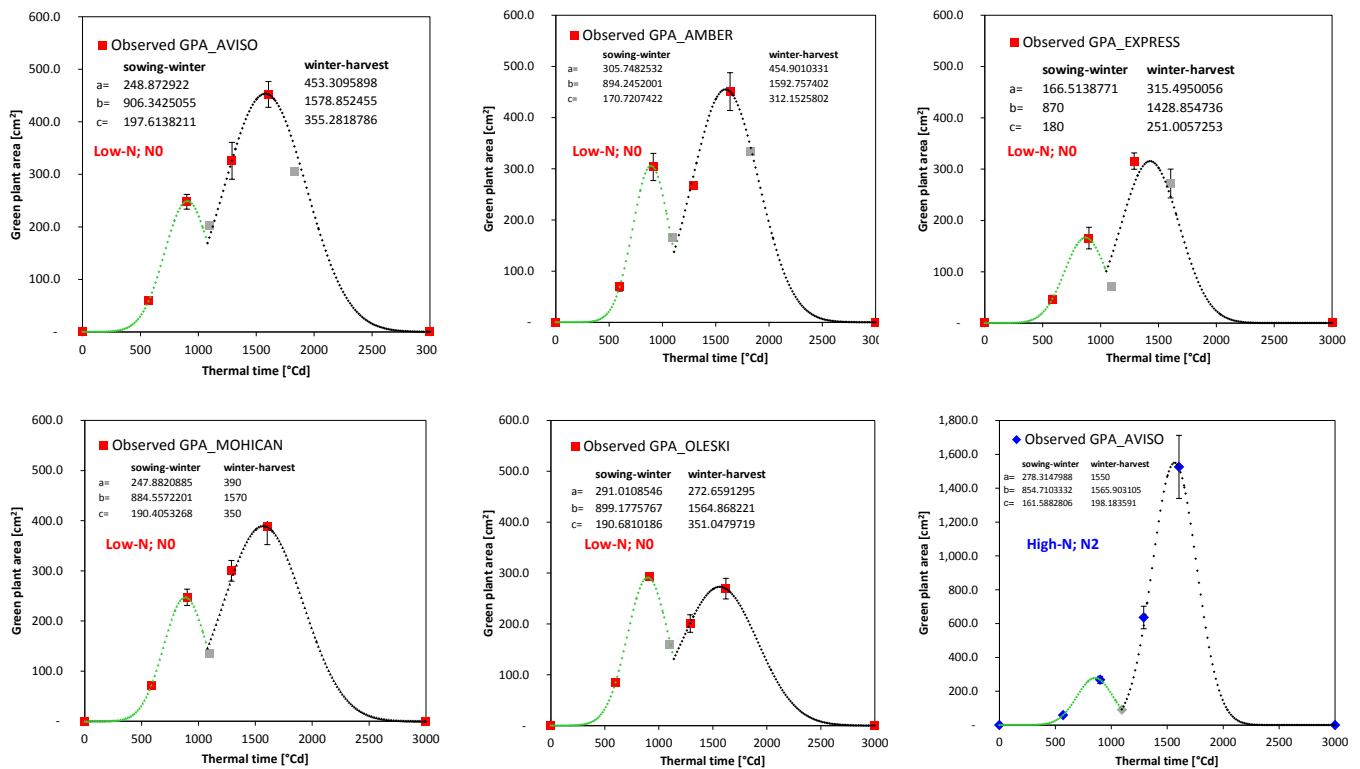 600.0
500.0
400.0
300.0
200.0
100.0
-
Green plant area [cm²]
Observed GPA_AVISO
sowing-winter winter-harvest
a= 248.872922 453.3095898
b= 906.3425055 1578.852455
c= 197.6138211 355.2818786
Low-N; N0
0 500 1000 1500 2000 2500 3000
Thermal time [°Cd]
600.0
500.0
400.0
300.0
200.0
100.0
-
Green plant area [cm²]
Observed GPA_AMBER
sowing-winter winter-harvest
a= 305.7482532 454.9010331
b= 894.2452001 1592.757402
c= 170.7207422 312.1525802
Low-N; N0
0 500 1000 1500 2000 2500 3000
Thermal time [°Cd]
600.0
500.0
400.0
300.0
200.0
100.0
-
Green plant area [cm²]
Observed GPA_EXPRESS
sowing-winter winter-harvest
a= 166.5138771 315.4950056
b= 870 1428.854736
c= 180 251.0057253
Low-N; N0
0 500 1000 1500 2000 2500 3000
Thermal time [°Cd]
600.0
500.0
400.0
300.0
200.0
100.0
-
Green plant area [cm²]
Observed GPA_MOHICAN
sowing-winter winter-harvest
a= 247.8820885 390
b= 884.5572201 1570
c= 190.4053268 350
Low-N; N0
0 500 1000 1500 2000 2500 3000
Thermal time [°Cd]
600.0
500.0
400.0
300.0
200.0
100.0
-
Green plant area [cm²]
Observed GPA_OLESKI
sowing-winter winter-harvest
a= 291.0108546 272.6591295
b= 899.1775767 1564.868221
c= 190.6810186 351.0479719
Low-N; N0
0 500 1000 1500 2000 2500 3000
Thermal time [°Cd]
1,800.0
1,600.0
1,400.0
1,200.0
1,000.0
800.0
600.0
400.0
200.0
-
Green plant area [cm²]
Observed GPA_AVISO
sowing-winter winter-harvest
a= 278.3147988 1550
b= 854.7103332 1565.903105
c= 161.5882806 198.183591
High-N; N2
0 500 1000 1500 2000 2500 3000
Thermal time [°Cd]